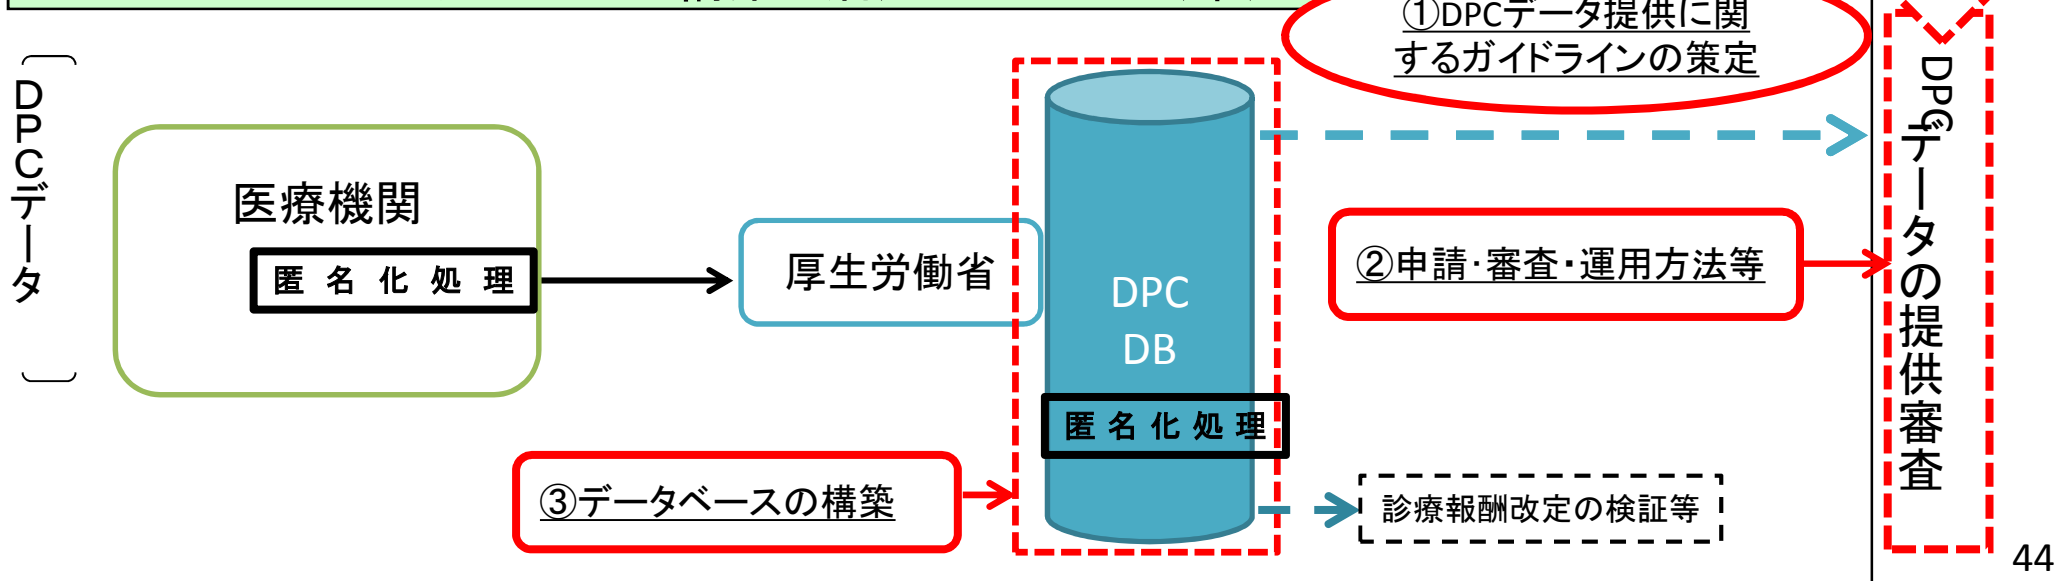 ①DPCデータ提供に関
するガイドラインの策定
DPCデータ
医療機関
匿名化処理
厚生労働省
DPC
DB
匿名化処理
②申請・審査・運用方法等
③データベースの構築
診療報酬改定の検証等
DPCデータの提供審査
44